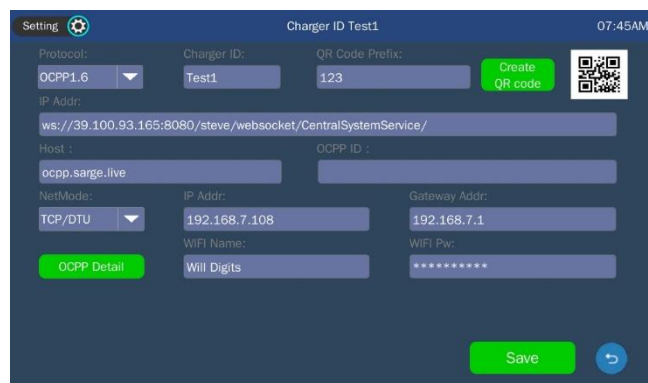 Setting Charger ID Test1 07:45AM
Protocol: Charger ID: QR Code Prefix:
OCPP1.6 Test1 123 Create QR code
IP Addr:
ws://39.100.93.165:8080/steve/websocket/CentralSystemService/
Host : OCPP ID :
ocpp.sarge.live
NetMode: IP Addr: Gateway Addr:
TCP/DTU 192.168.7.108 192.168.7.1
WIFI Name: WIFI Pw:
OCPP Detail Will Digits **********
Save